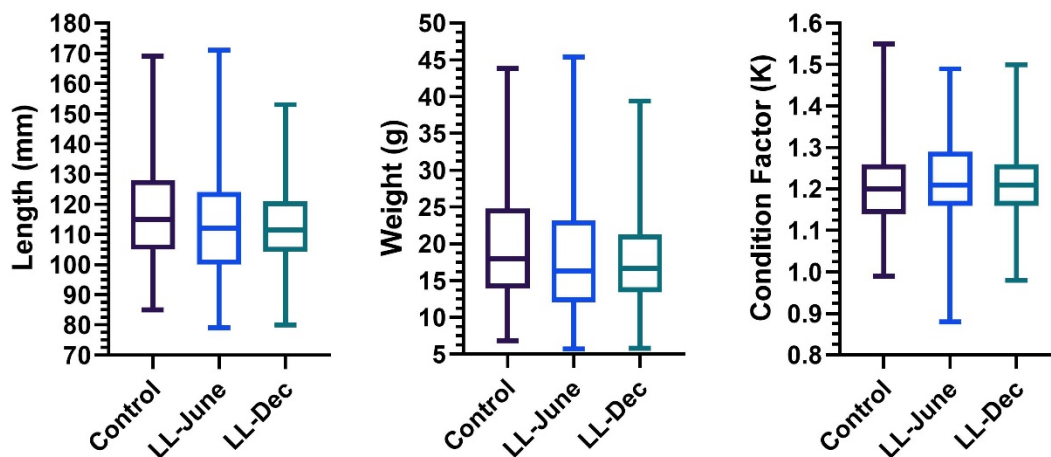 Length (mm)
180
170
160
150
140
130
120
110
100
90
80
70
Control
LL-June
LL-Dec
Weight (g)
50
45
40
35
30
25
20
15
10
5
Control
LL-June
LL-Dec
Condition Factor (K)
1.6
1.5
1.4
1.3
1.2
1.1
1.0
0.9
0.8
Control
LL-June
LL-Dec